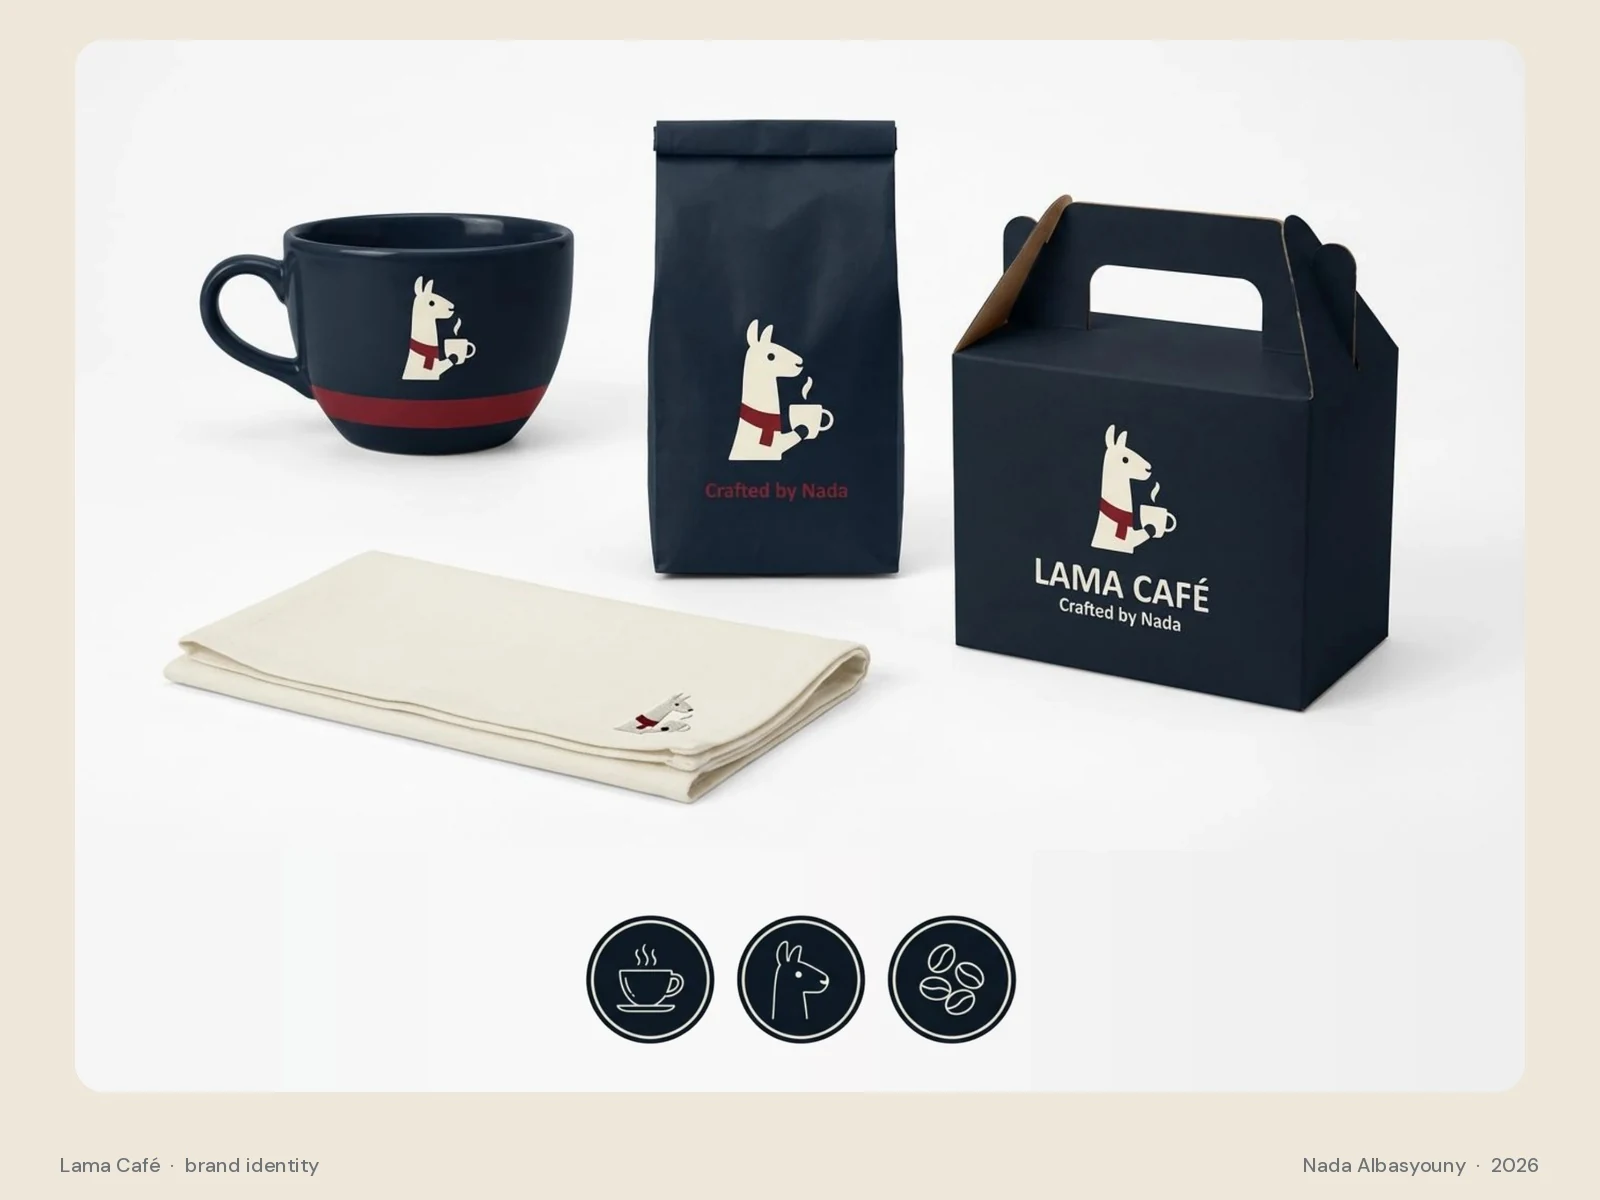 Crafted by Nada
LAMA CAFÉ
Crafted by Nada
Lama Café · brand identity
Nada Albasyouny · 2026